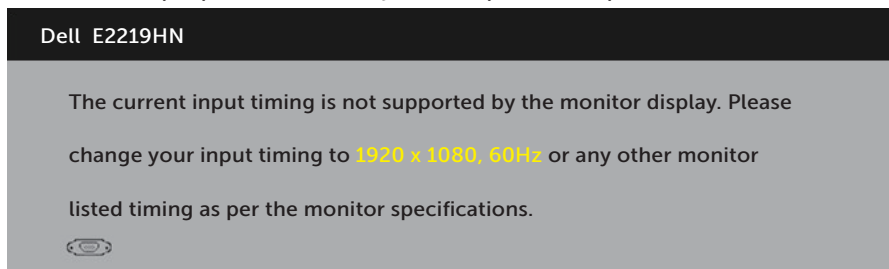 Dell E2219HN
The current input timing is not supported by the monitor display. Please
change your input timing to 1920 x 1080, 60Hz or any other monitor
listed timing as per the monitor specifications.